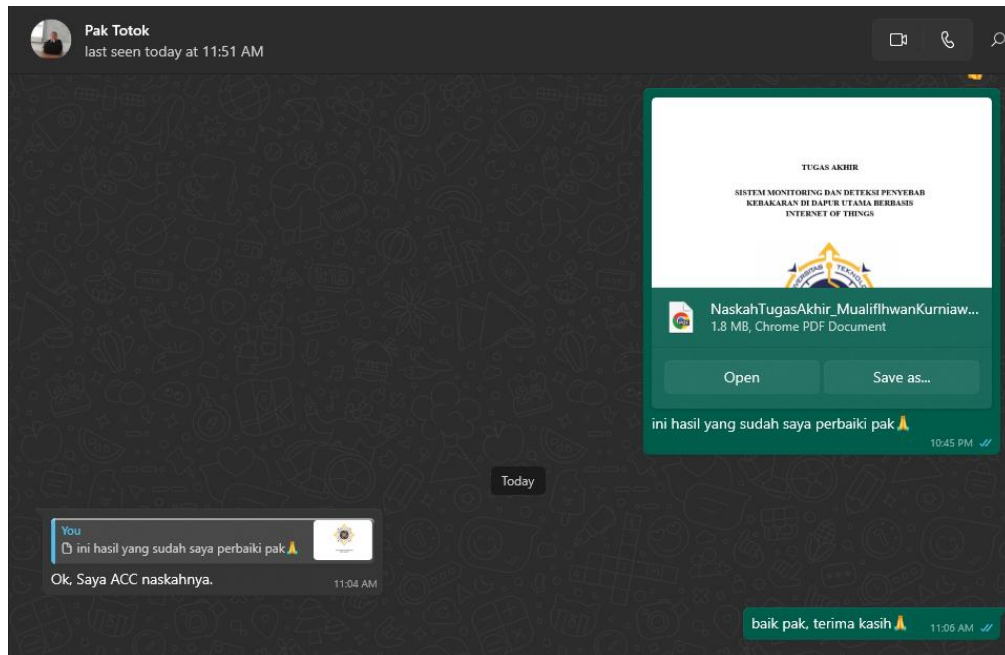 Pak Totok
last seen today at 11:51 AM
TUGAS AKHIR
SISTEM MONITORING DAN DETEKSI PENYEBAB
KEBAKARAN DI DAPUR UTAMA BERBASIS
INTERNET OF THINGS
NaskahTugasAkhir_MualifIhwanKurniaw...
1.8 MB, Chrome PDF Document
Open
Save as...
ini hasil yang sudah saya perbaiki pak🙏
10:45 PM
Today
You
ini hasil yang sudah saya perbaiki pak🙏
Ok, Saya ACC naskahnya.
11:04 AM
baik pak, terima kasih🙏
11:06 AM